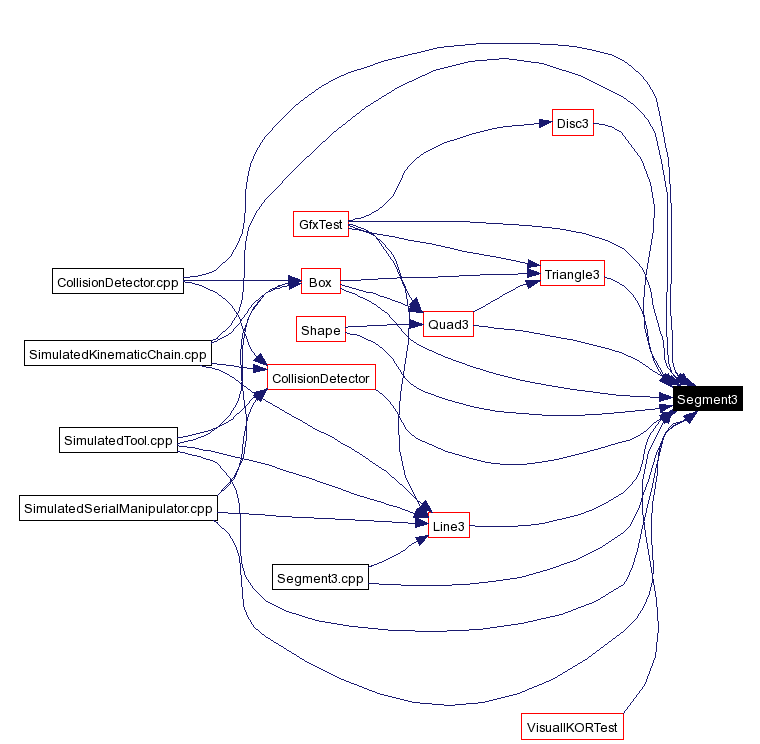 Disc3
GfxTest
CollisionDetector.cpp
Box
Triangle3
Shape
Quad3
SimulatedKinematicChain.cpp
CollisionDetector
Segment3
SimulatedTool.cpp
SimulatedSerialManipulator.cpp
Line3
Segment3.cpp
VisualIKORTest